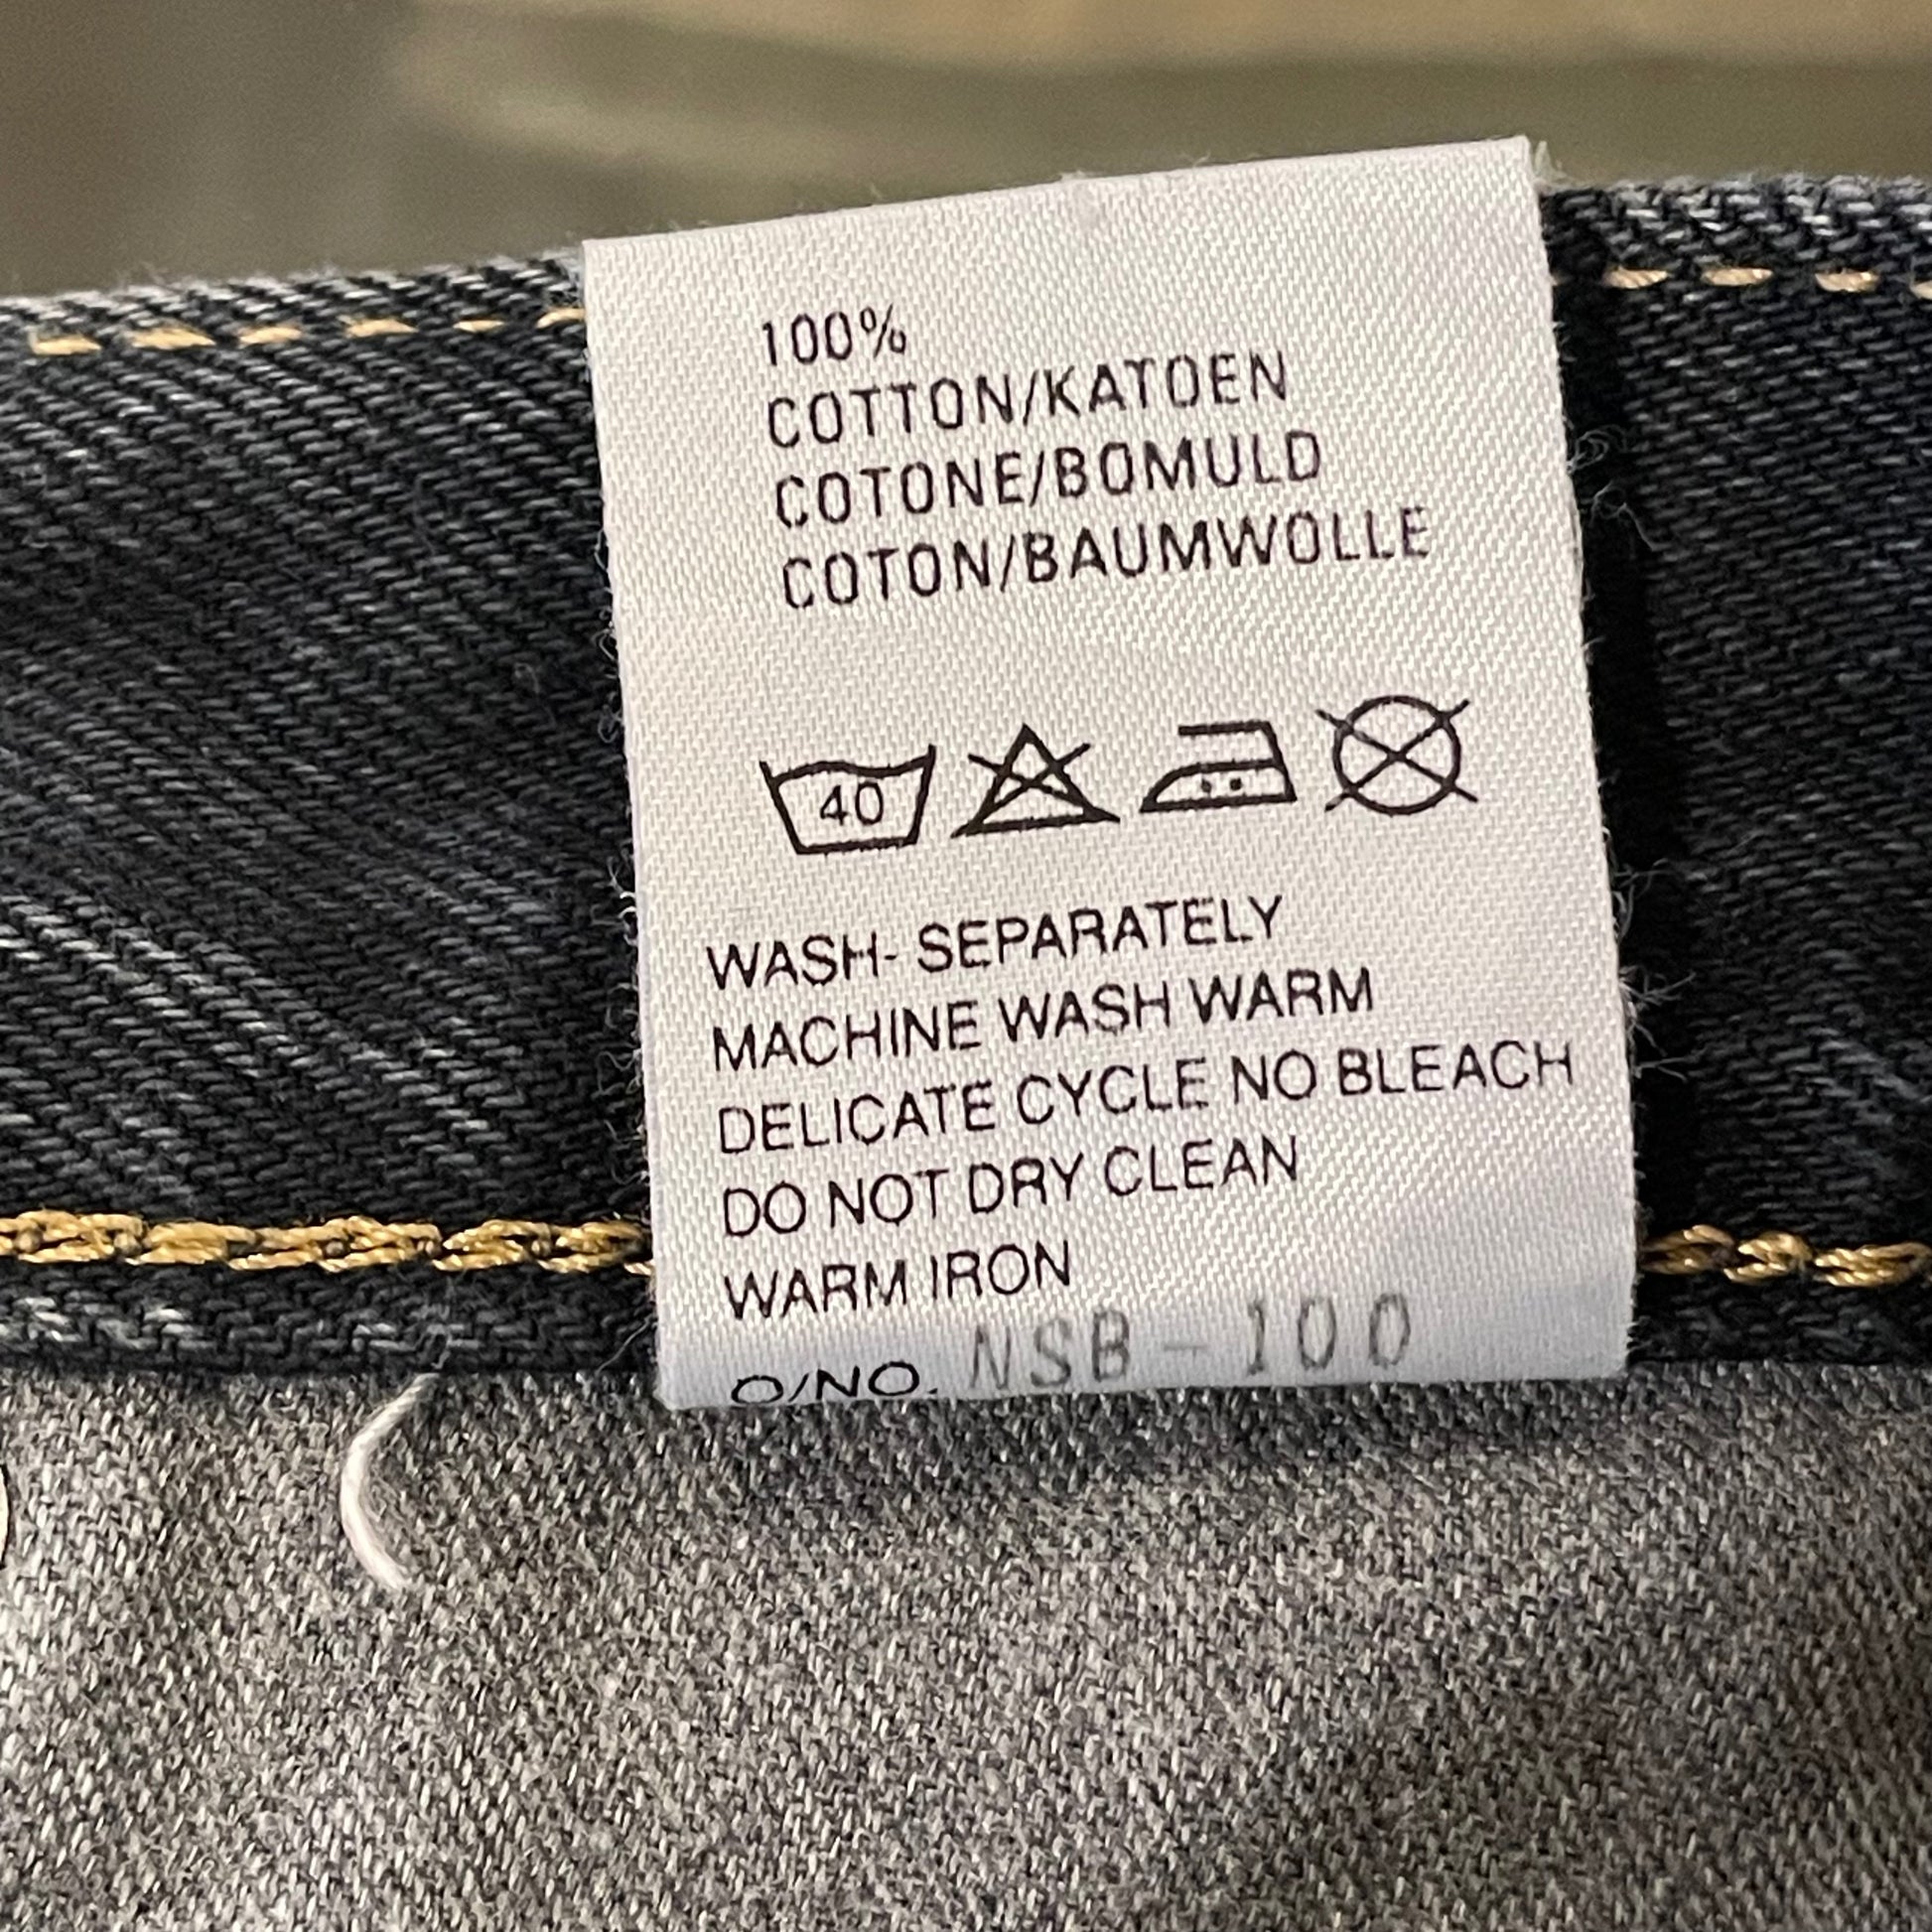 100%
COTTON/KATOEN
COTONE/BOMULD
COTON/BAUMWOLLE
40
WASH- SEPARATELY
MACHINE WASH WARM
DELICATE CYCLE NO BLEACH
DO NOT DRY CLEAN
WARM IRON
O/NO. NSB-100